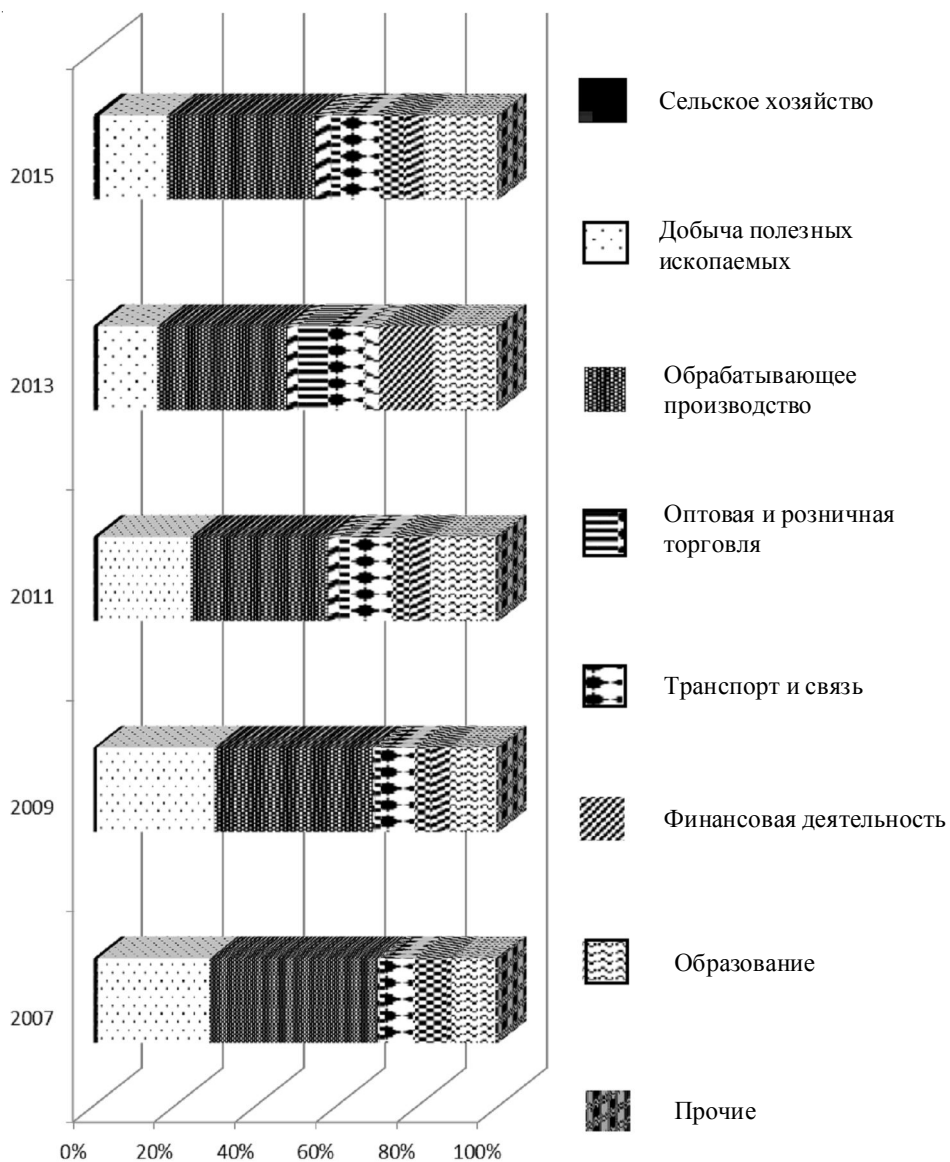 2015
2013
2011
2009
2007
0% 20% 40% 60% 80% 100%
Сельское хозяйство
Добыча полезных
ископаемых
Обрабатывающее
производство
Оптовая и розничная
торговля
Транспорт и связь
Финансовая деятельность
Образование
Прочие